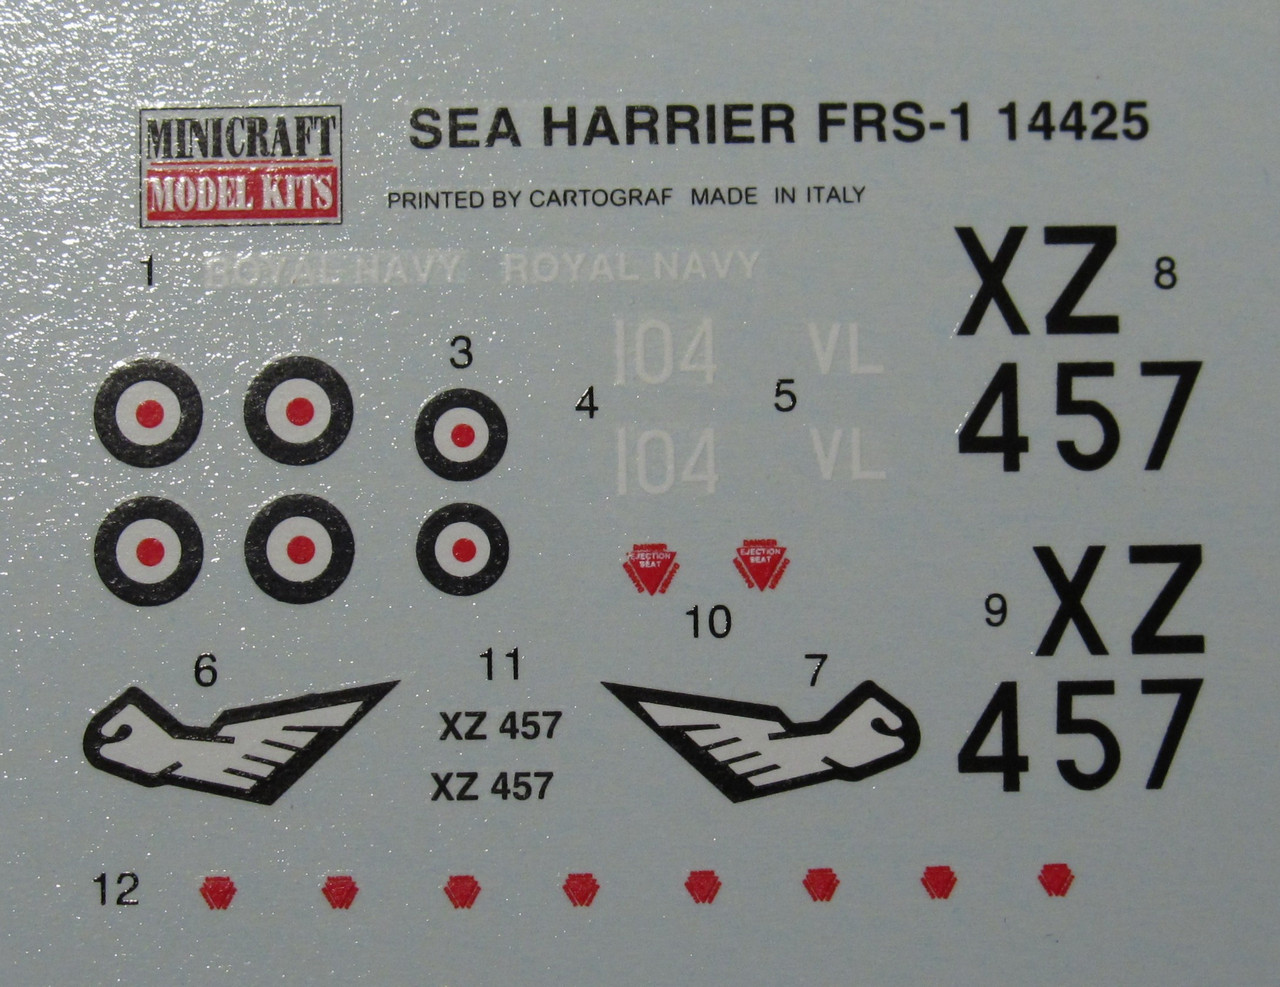 MINICRAFT
MODEL KITS
SEA HARRIER FRS-1 14425
PRINTED BY CARTOGRAF MADE IN ITALY
1
ROYAL NAVY ROYAL NAVY
XZ
457
8
3
4
104
104
5
VL
VL
DANGER
EJECTION
SEAT
DANGER
EJECTION
SEAT
10
9
XZ
457
6
11
XZ 457
XZ 457
7
12